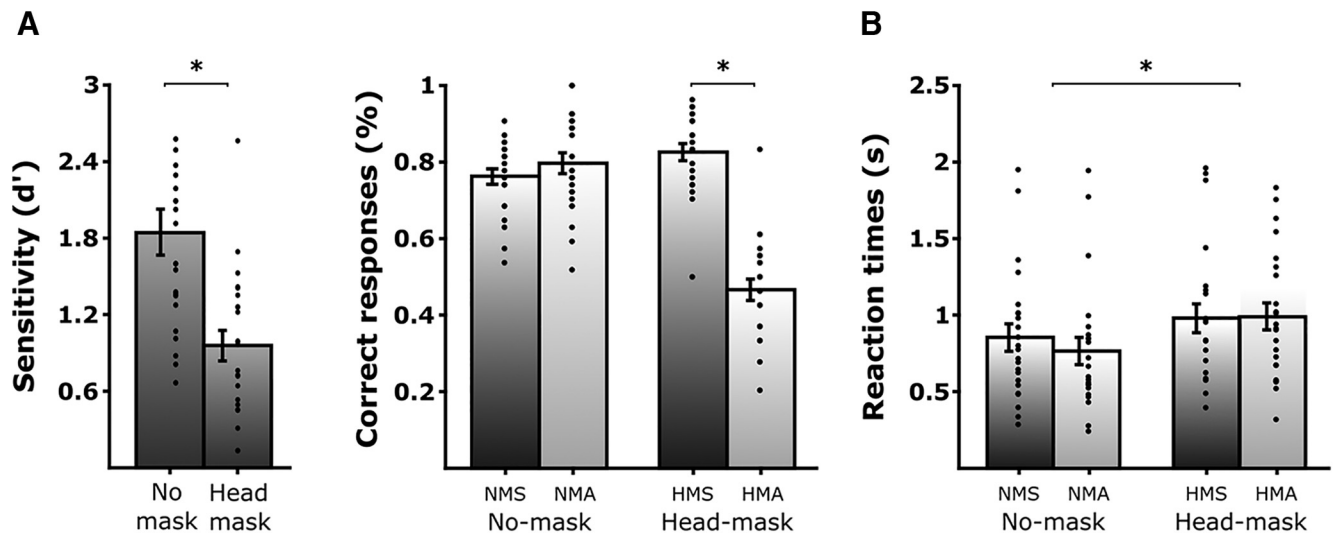 A
B
*
3
2.4
1.8
1.2
0.6
Sensitivity (d')
No mask
Head mask
*
1
0.8
0.6
0.4
0.2
Correct responses (%)
NMS
NMA
HMS
HMA
No-mask
Head-mask
*
2.5
2
1.5
1
0.5
Reaction times (s)
NMS
NMA
HMS
HMA
No-mask
Head-mask